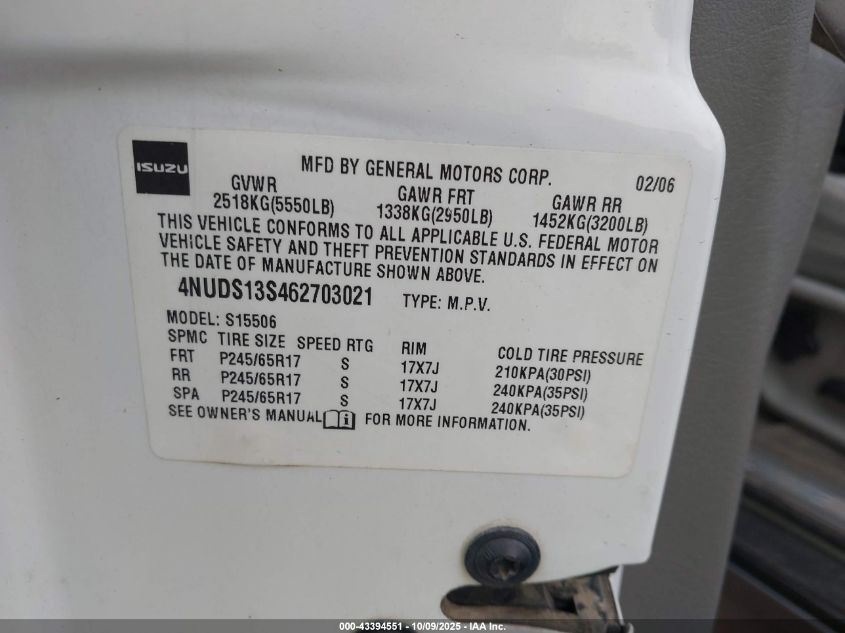 ISUZU
MFD BY GENERAL MOTORS CORP. 02/06
GVWR GAWR FRT GAWR RR
2518KG(5550LB) 1338KG(2950LB) 1452KG(3200LB)
THIS VEHICLE CONFORMS TO ALL APPLICABLE U.S. FEDERAL MOTOR
VEHICLE SAFETY AND THEFT PREVENTION STANDARDS IN EFFECT ON
THE DATE OF MANUFACTURE SHOWN ABOVE.
4NUDS13S462703021 TYPE: M.P.V.
MODEL: S15506
SPMC TIRE SIZE SPEED RTG RIM COLD TIRE PRESSURE
FRT P245/65R17 S 17X7J 210KPA(30PSI)
RR P245/65R17 S 17X7J 240KPA(35PSI)
SPA P245/65R17 S 17X7J 240KPA(35PSI)
SEE OWNER'S MANUAL i FOR MORE INFORMATION.
000-43394551 - 10/09/2025 - IAA Inc.